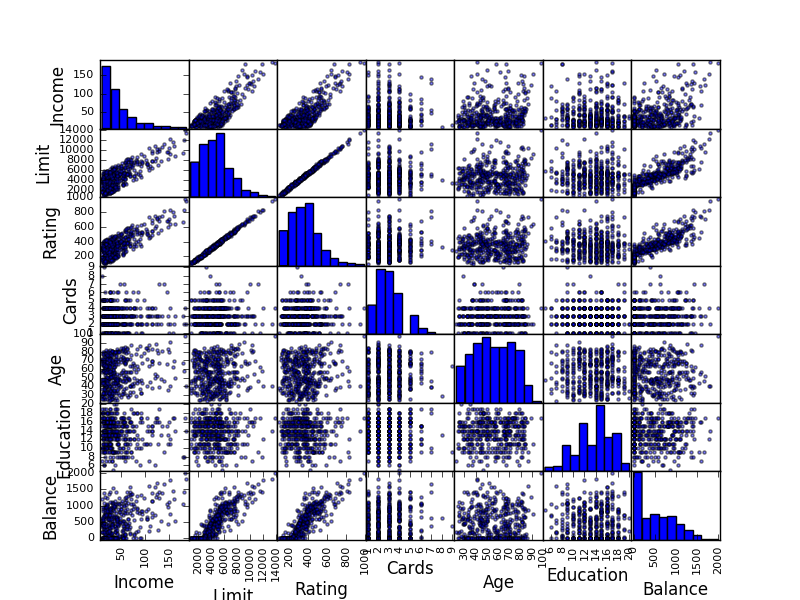 Income
150
100
50
14000
Limit
12000
10000
8000
6000
4000
2000
1000
Rating
800
600
400
200
9
Cards
8
7
6
5
4
3
2
Age
90
80
70
60
50
40
30
20
Education
18
16
14
12
10
8
6
Balance
2000
1500
1000
500
0
50 100 150
2000 4000 6000 8000 10000 12000 14000
200 400 600 800 1000
2 3 4 5 6 7 8 9
30 40 50 60 70 80 90 100
6 8 10 12 14 16 18 20
0 500 1000 1500 2000
Income Limit Rating Cards Age Education Balance